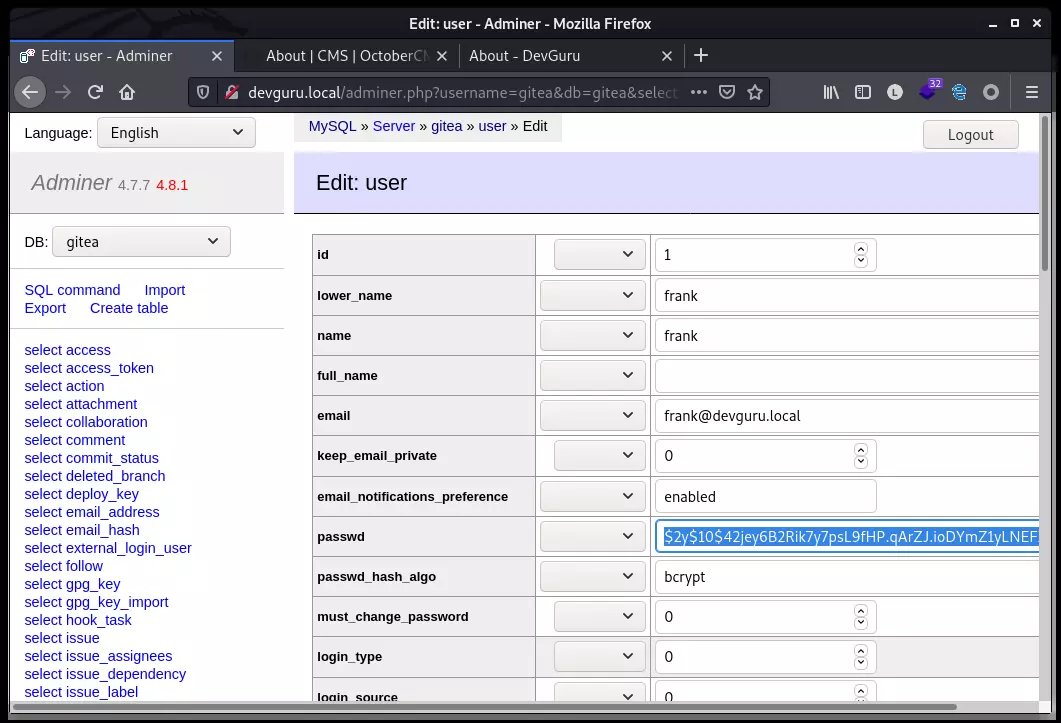 Edit: user - Adminer - Mozilla Firefox
Edit: user - Adminer
About | CMS | OctoberCM
About - DevGuru
devguru.local/adminer.php?username=gitea&db=gitea&select
32
Language: English
MySQL » Server » gitea » user » Edit
Logout
Adminer 4.7.7 4.8.1
Edit: user
DB: gitea
SQL command Import
Export Create table
select access
select access_token
select action
select attachment
select collaboration
select comment
select commit_status
select deleted_branch
select deploy_key
select email_address
select email_hash
select external_login_user
select follow
select gpg_key
select gpg_key_import
select hook_task
select issue
select issue_assignees
select issue_dependency
select issue_label
id 1
lower_name frank
name frank
full_name
email frank@devguru.local
keep_email_private 0
email_notifications_preference enabled
passwd $2y$10$42jey6B2Rik7y7psL9fHP.qArZJ.ioDYmZ1yLNEF
passwd_hash_algo bcrypt
must_change_password 0
login_type 0
login_source 0